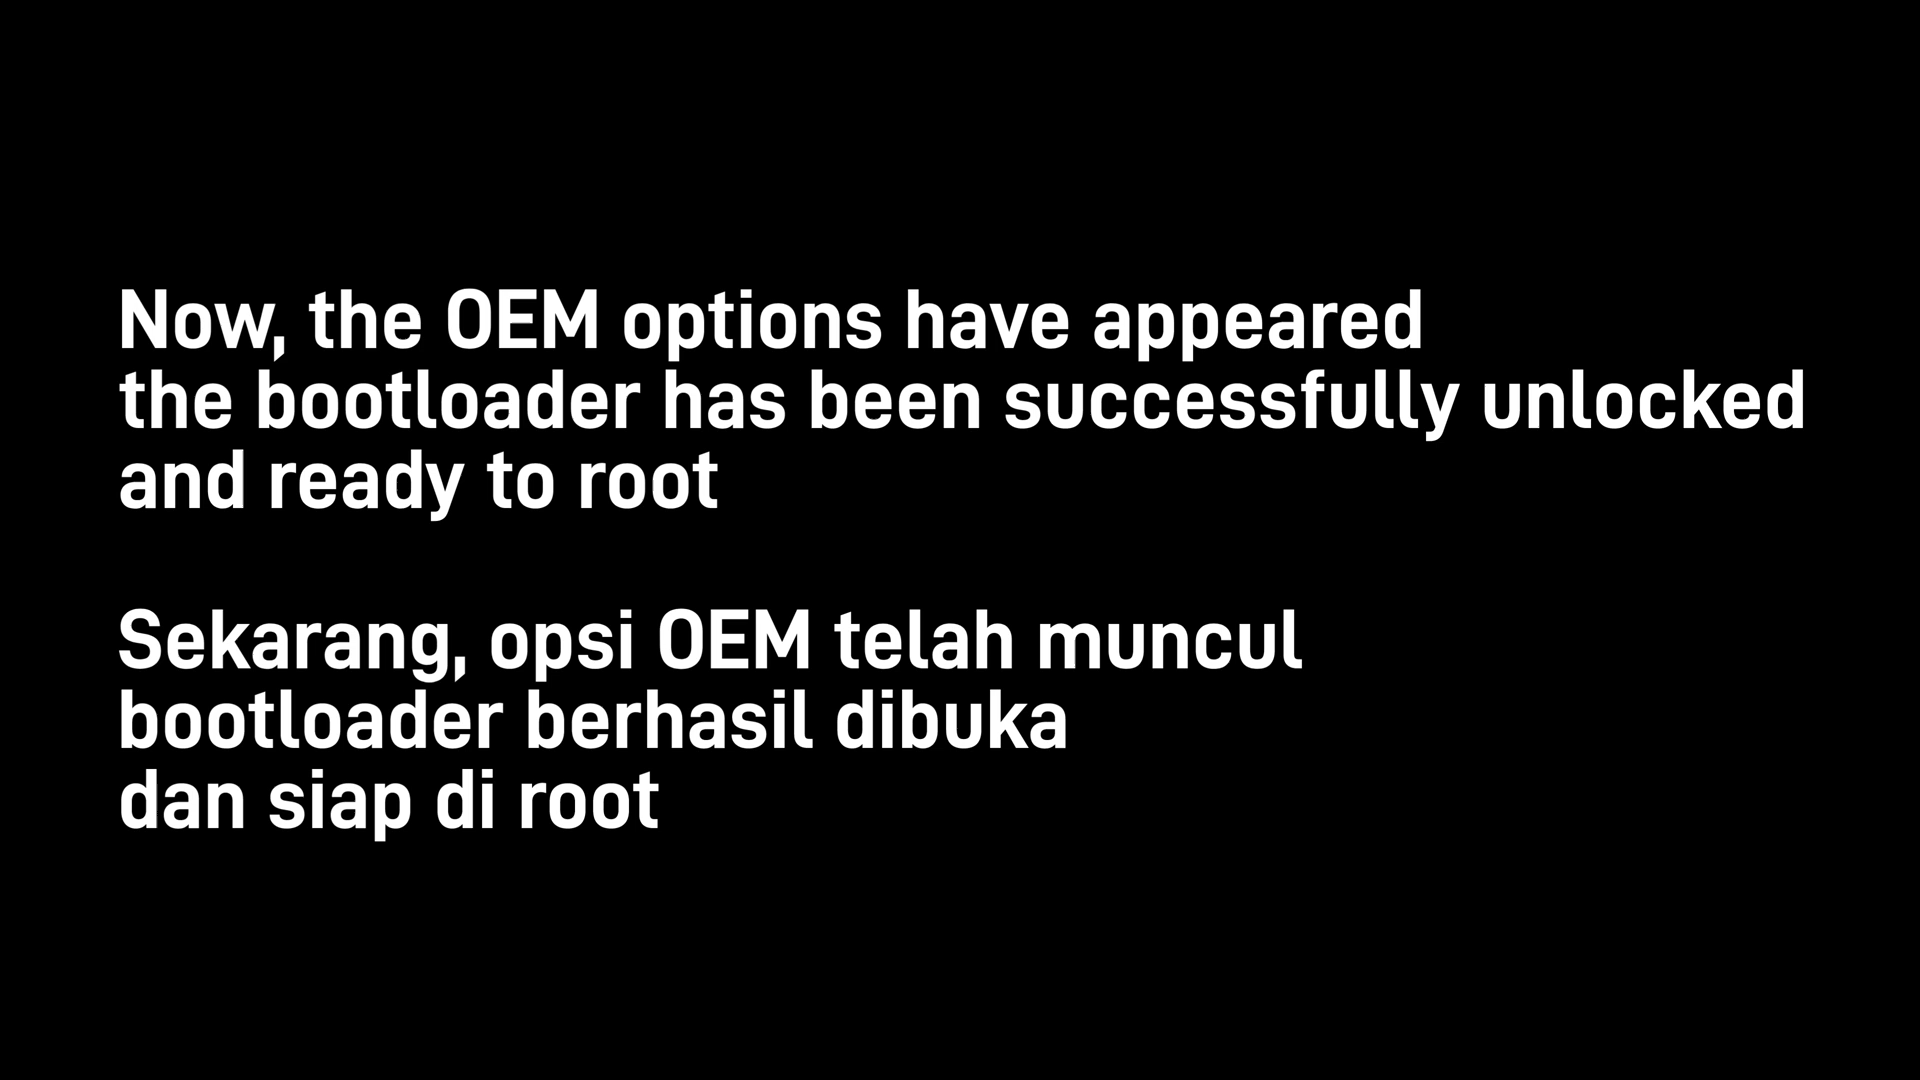 Now, the OEM options have appeared
the bootloader has been successfully unlocked
and ready to root
Sekarang, opsi OEM telah muncul
bootloader berhasil dibuka
dan siap di root